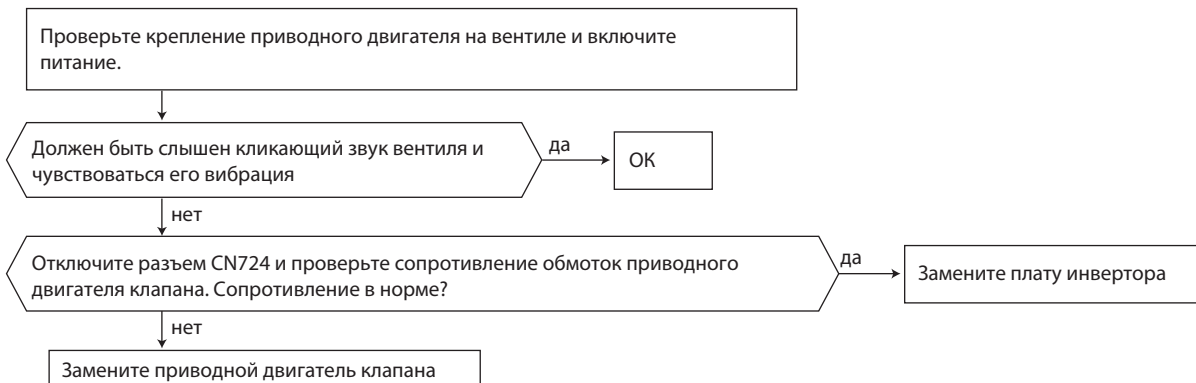 Проверьте крепление приводного двигателя на вентиле и включите
питание.
Должен быть слышен кликающий звук вентиля и
чувствоваться его вибрация
да
ОК
нет
Отключите разъем CN724 и проверьте сопротивление обмоток приводного
двигателя клапана. Сопротивление в норме?
да
Замените плату инвертора
нет
Замените приводной двигатель клапана